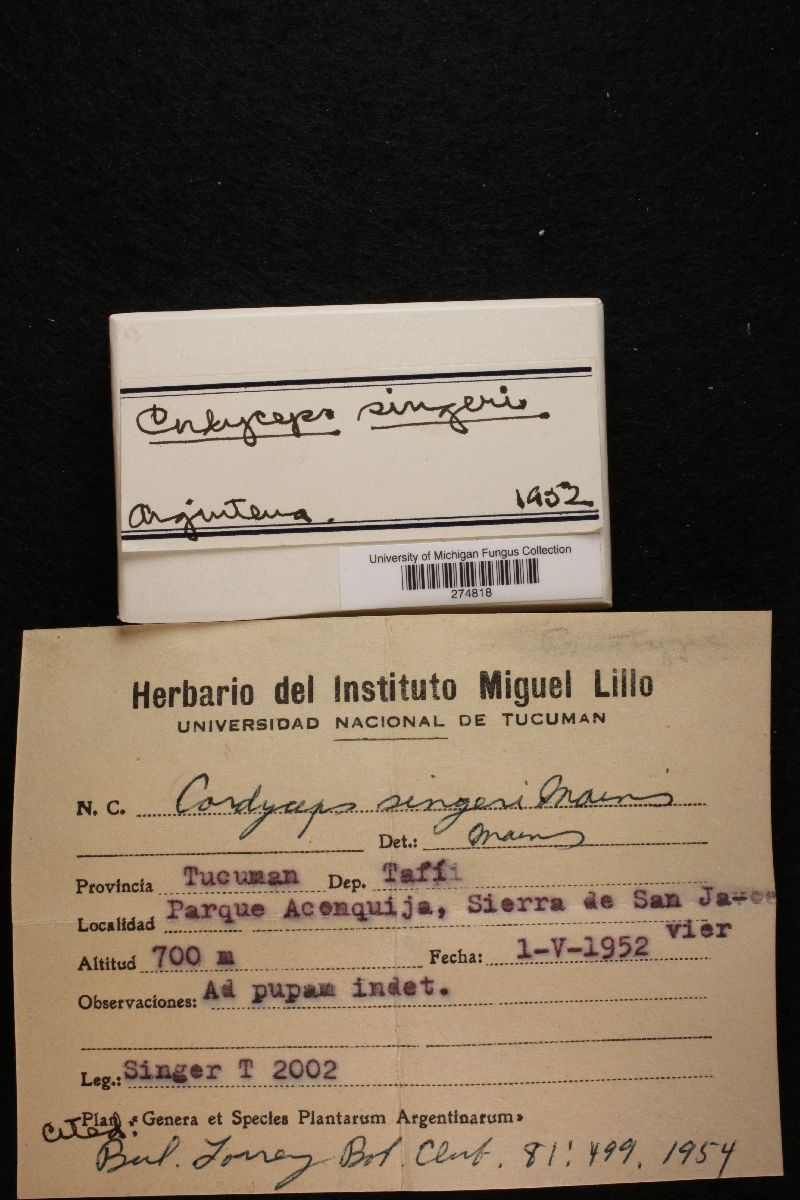 Cordyceps singeri
Argentena. 1952
University of Michigan Fungus Collection
274818
Herbario del Instituto Miguel Lillo
UNIVERSIDAD NACIONAL DE TUCUMAN
N. C. Cordyceps singeri Mains
Det.: Mains
Provincia Tucuman Dep. Tafíi
Localidad Parque Aconquija, Sierra de San Ja-
vier
Altitud 700 m Fecha: 1-V-1952
Observaciones: Ad pupam indet.
Leg.: Singer T 2002
Plan «Genera et Species Plantarum Argentinarum»
cited: Bul. Torrey Bot. Club. 81: 499. 1954